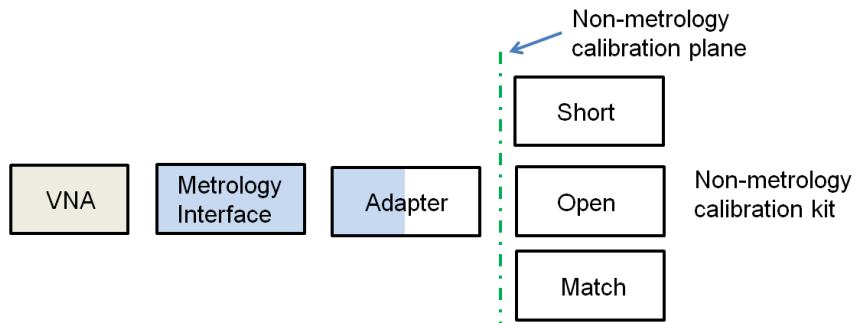 Non-metrology
calibration plane
Short
VNA
Metrology
Interface
Adapter
Open
Non-metrology
calibration kit
Match